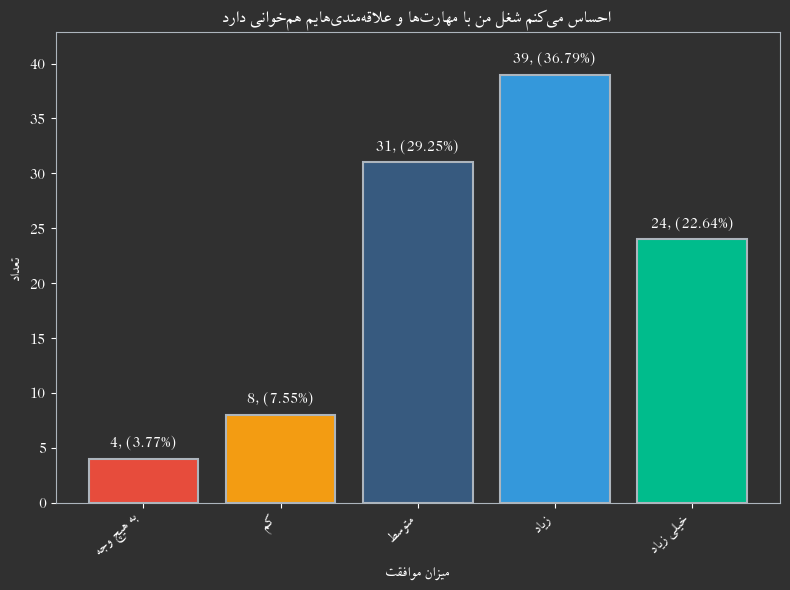 احساس می‌کنم شغل من با مهارت‌ها و علاقه‌مندی‌هایم هم‌خوانی دارد
تعداد
40
35
30
25
20
15
10
5
0
4, (3.77%)
8, (7.55%)
31, (29.25%)
39, (36.79%)
24, (22.64%)
به هیچ وجه
کم
متوسط
زیاد
خیلی زیاد
میزان موافقت